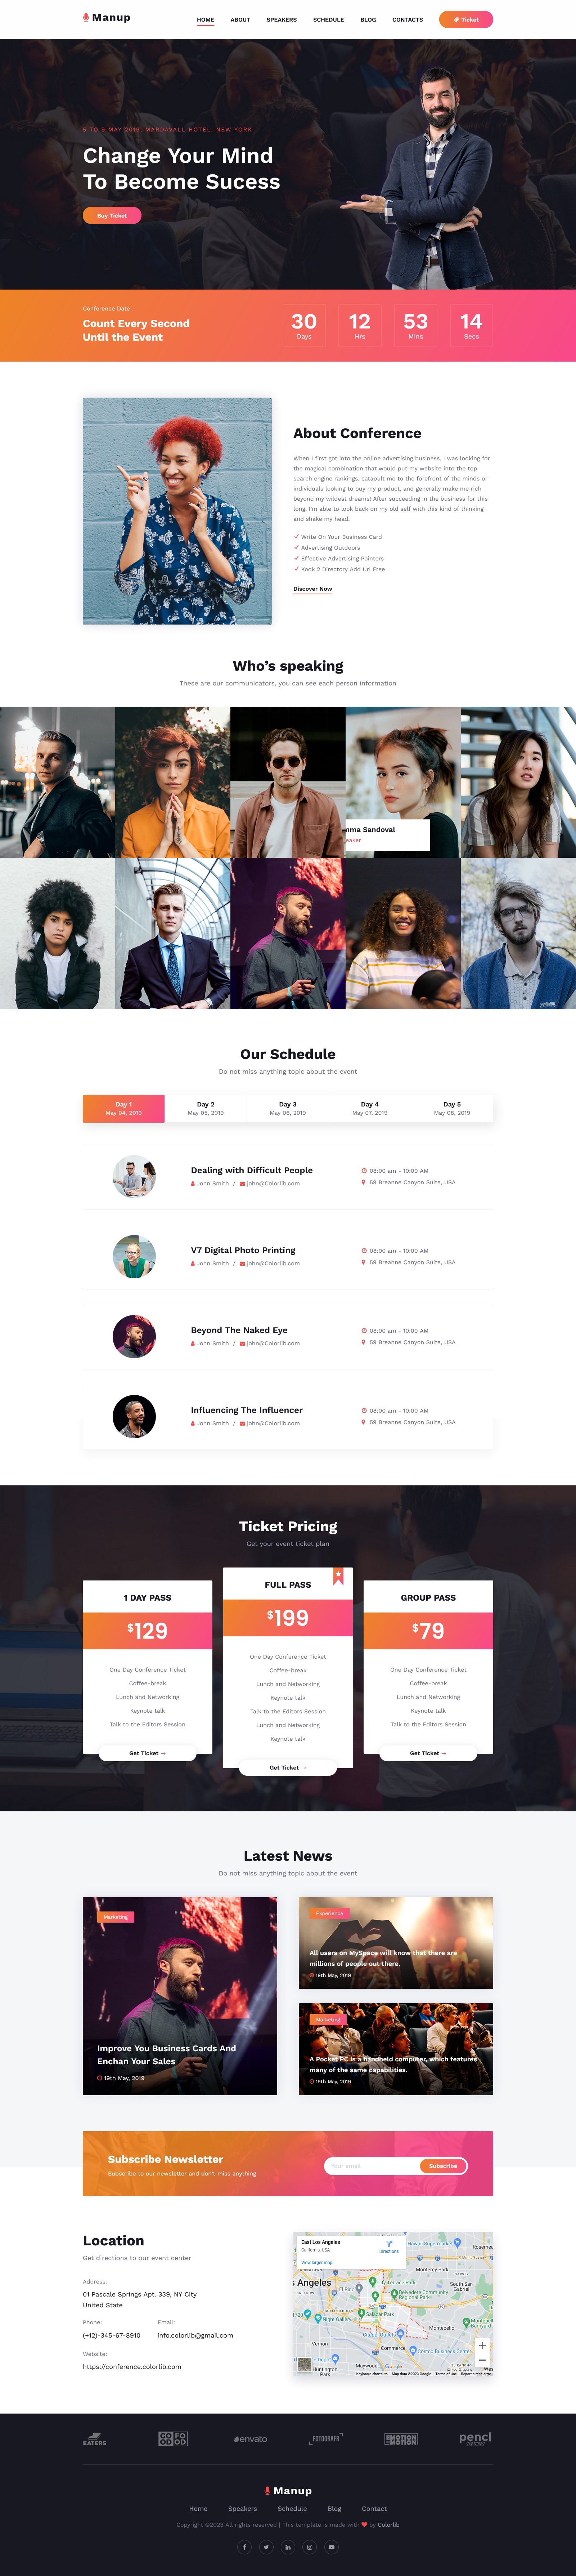 Manup
HOME ABOUT SPEAKERS SCHEDULE BLOG CONTACTS Ticket
5 TO 9 MAY 2019, MARDAVALL HOTEL, NEW YORK
Change Your Mind
To Become Sucess
Buy Ticket
Conference Date
Count Every Second
Until the Event
30 12 53 14
Days Hrs Mins Secs
About Conference
When I first got into the online advertising business, I was looking for
the magical combination that would put my website into the top
search engine rankings, catapult me to the forefront of the minds or
individuals looking to buy my product, and generally make me rich
beyond my wildest dreams! After succeeding in the business for this
long, I'm able to look back on my old self with this kind of thinking
and shake my head.
Write On Your Business Card
Advertising Outdoors
Effective Advertising Pointers
Kook 2 Directory Add Url Free
Discover Now
Who's speaking
These are our communicators, you can see each person information
nma Sandoval
eaker
Our Schedule
Do not miss anything topic about the event
Day 1 Day 2 Day 3 Day 4 Day 5
May 04, 2019 May 05, 2019 May 06, 2019 May 07, 2019 May 08, 2019
Dealing with Difficult People
John Smith / john@Colorlib.com
08:00 am - 10:00 AM
59 Breanne Canyon Suite, USA
V7 Digital Photo Printing
John Smith / john@Colorlib.com
08:00 am - 10:00 AM
59 Breanne Canyon Suite, USA
Beyond The Naked Eye
John Smith / john@Colorlib.com
08:00 am - 10:00 AM
59 Breanne Canyon Suite, USA
Influencing The Influencer
John Smith / john@Colorlib.com
08:00 am - 10:00 AM
59 Breanne Canyon Suite, USA
Ticket Pricing
Get your event ticket plan
1 DAY PASS
$129
One Day Conference Ticket
Coffee-break
Lunch and Networking
Keynote talk
Talk to the Editors Session
Get Ticket →
FULL PASS
$199
One Day Conference Ticket
Coffee-break
Lunch and Networking
Keynote talk
Talk to the Editors Session
Lunch and Networking
Keynote talk
Get Ticket →
GROUP PASS
$79
One Day Conference Ticket
Coffee-break
Lunch and Networking
Keynote talk
Talk to the Editors Session
Get Ticket →
Latest News
Do not miss anything topic abput the event
Marketing
Improve You Business Cards And
Enchan Your Sales
19th May, 2019
Experience
All users on MySpace will know that there are
millions of people out there.
19th May, 2019
Marketing
A Pocket PC is a handheld computer, which features
many of the same capabilities.
19th May, 2019
Subscribe Newsletter
Subscribe to our newsletter and don't miss anything
Your email
Subscribe
Location
Get directions to our event center
Address:
01 Pascale Springs Apt. 339, NY City
United State
Phone: Email:
(+12)-345-67-8910 info.colorlib@gmail.com
Website:
https://conference.colorlib.com
East Los Angeles
California, USA
Directions
View larger map
Hawaii Supermarket
Rosemea
Monterey Park
Angeles
City Terrace Park
South San
Gabriel
Belvedere Community
Regional Park
Salazar Park
Night Gallery
Montebello
Vernon
Commerce
Costco Business Center
Maywood
Huntington
Park
Keyboard shortcuts Map data ©2023 Google Terms of Use Report a map error
EATERS
GOOD FOOD
envato
FOTOGRAFR
EMOTION MOTION
pencl
Manup
Home Speakers Schedule Blog Contact
Copyright ©2023 All rights reserved | This template is made with by Colorlib